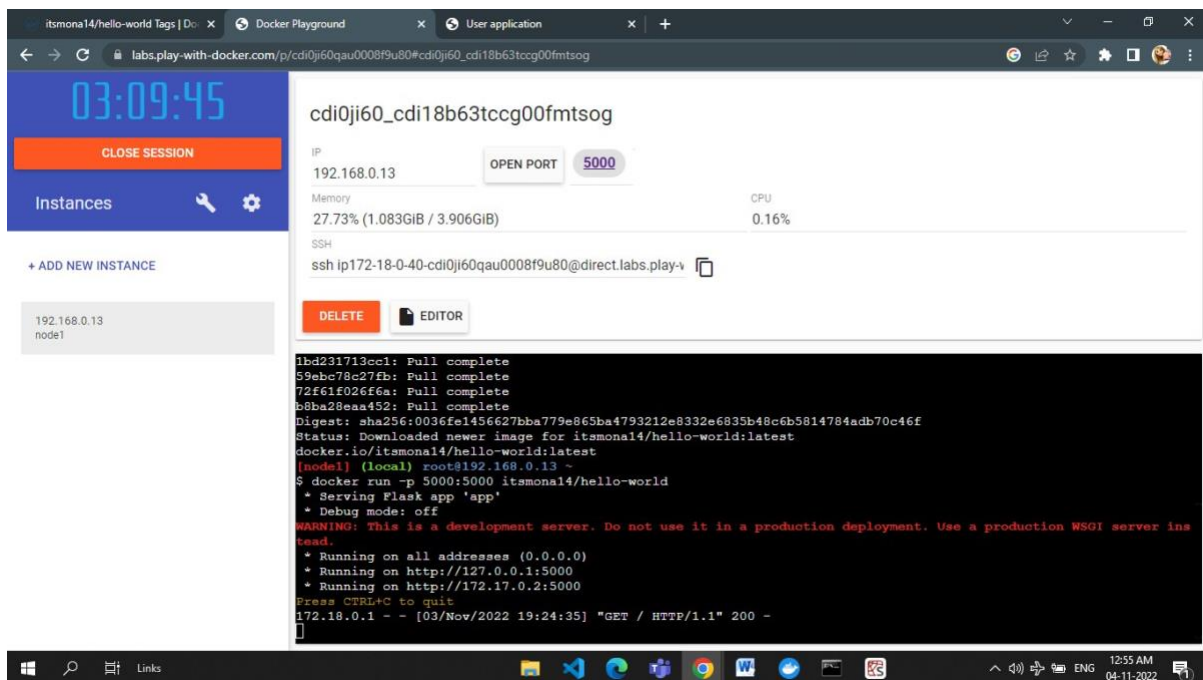 itsmona14/hello-world Tags | Do
Docker Playground
User application
labs.play-with-docker.com/p/cdi0ji60qau0008f9u80#cdi0ji60_cdi18b63tccg00fmtsog
03:09:45
CLOSE SESSION
Instances
+ ADD NEW INSTANCE
192.168.0.13
node1
cdi0ji60_cdi18b63tccg00fmtsog
IP
192.168.0.13
OPEN PORT
5000
Memory
27.73% (1.083GiB / 3.906GiB)
CPU
0.16%
SSH
ssh ip172-18-0-40-cdi0ji60qau0008f9u80@direct.labs.play-v
DELETE
EDITOR
1bd231713cc1: Pull complete
59ebc78c27fb: Pull complete
72f61f026f6a: Pull complete
b8ba28eaa452: Pull complete
Digest: sha256:0036fe1456627bba779e865ba4793212e8332e6835b48c6b5814784adb70c46f
Status: Downloaded newer image for itsmona14/hello-world:latest
docker.io/itsmona14/hello-world:latest
[node1] (local) root@192.168.0.13 ~
$ docker run -p 5000:5000 itsmona14/hello-world
* Serving Flask app 'app'
* Debug mode: off
WARNING: This is a development server. Do not use it in a production deployment. Use a production WSGI server ins
tead.
* Running on all addresses (0.0.0.0)
* Running on http://127.0.0.1:5000
* Running on http://172.17.0.2:5000
Press CTRL+C to quit
172.18.0.1 - - [03/Nov/2022 19:24:35] "GET / HTTP/1.1" 200 -
Links
ENG
12:55 AM
04-11-2022